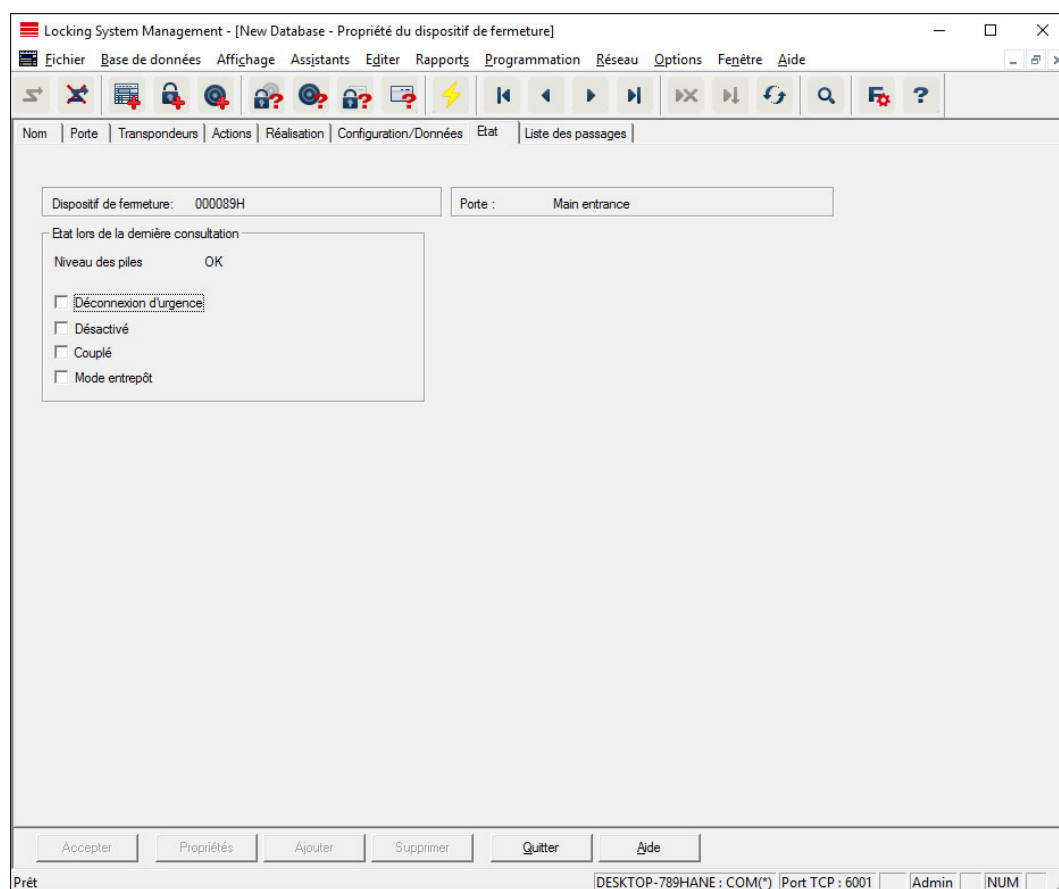 Locking System Management - [New Database - Propriété du dispositif de fermeture]
Fichier Base de données Affichage Assistants Editer Rapports Programmation Réseau Options Fenêtre Aide
Nom Porte Transpondeurs Actions Réalisation Configuration/Données Etat Liste des passages
Dispositif de fermeture: 000089H Porte : Main entrance
Etat lors de la dernière consultation
Niveau des piles OK
Déconnexion d'urgence
Désactivé
Couplé
Mode entrepôt
Accepter Propriétés Ajouter Supprimer Quitter Aide
Prêt DESKTOP-789HANE : COM(*) Port TCP : 6001 Admin NUM